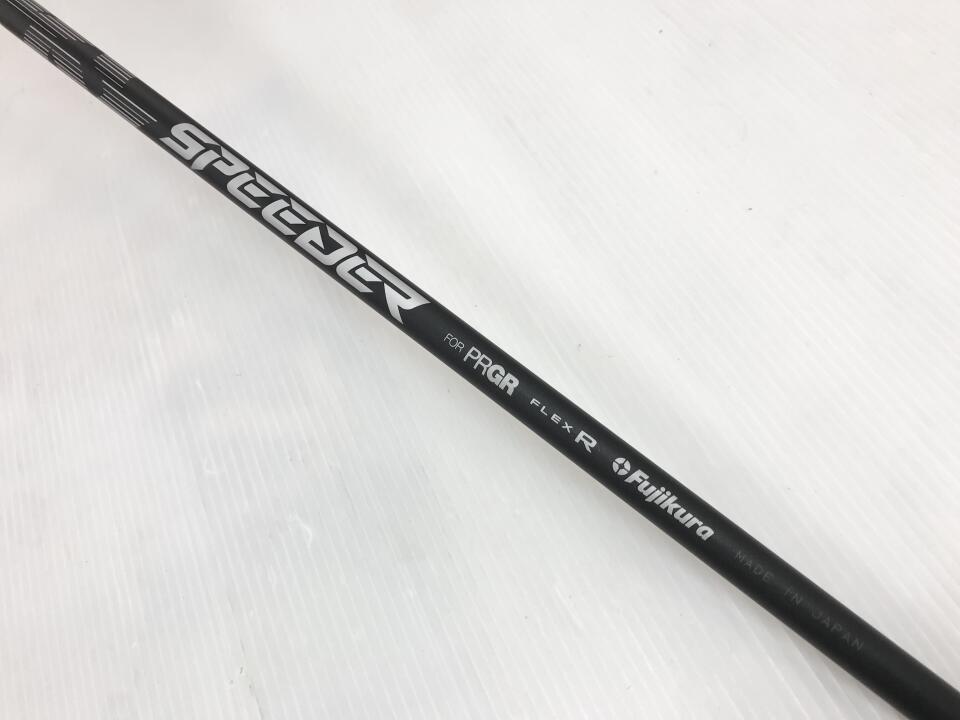 SPEEDER FOR PRGR FLEX R Fujikura MADE IN JAPAN